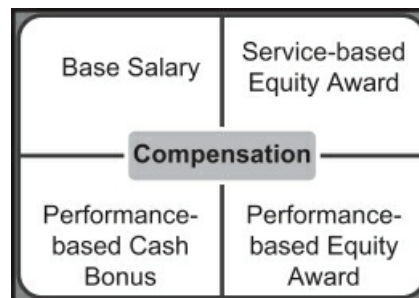 Base Salary
Service-based
Equity Award
Compensation
Performance-
based Cash
Bonus
Performance-
based Equity
Award